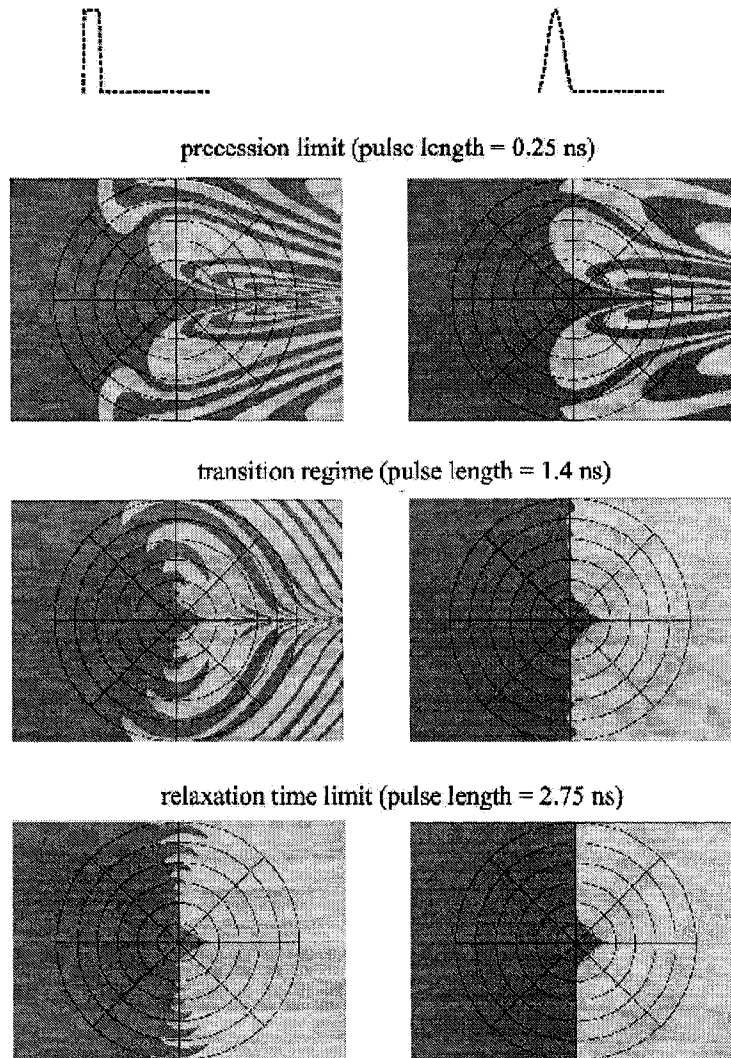 precession limit (pulse length = 0.25 ns)
transition regime (pulse length = 1.4 ns)
relaxation time limit (pulse length = 2.75 ns)